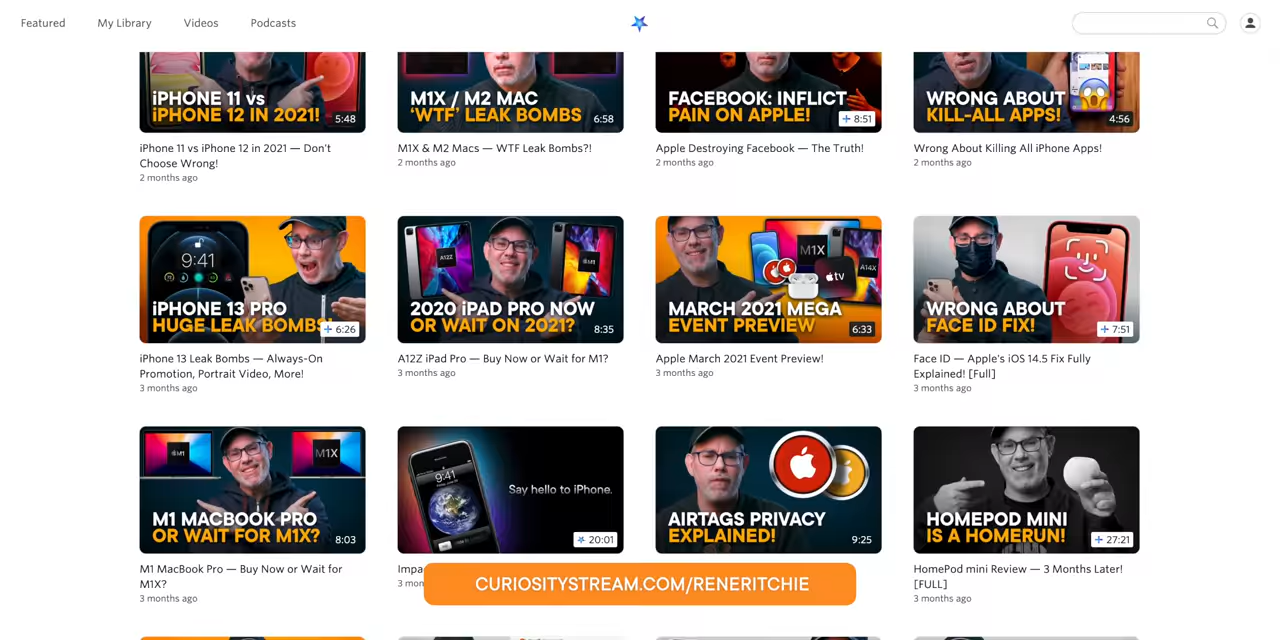 Featured
My Library
Videos
Podcasts
iPHONE 11 vs
iPHONE 12 IN 2021!
5:48
M1X / M2 MAC
‘WTF’ LEAK BOMBS
6:58
FACEBOOK: INFLICT
PAIN ON APPLE!
8:51
WRONG ABOUT
KILL-ALL APPS!
4:56
iPhone 11 vs iPhone 12 in 2021 — Don't
Choose Wrong!
2 months ago
M1X & M2 Macs — WTF Leak Bombs?!
2 months ago
Apple Destroying Facebook — The Truth!
2 months ago
Wrong About Killing All iPhone Apps!
2 months ago
9:41
iPHONE 13 PRO
HUGE LEAK BOMBS!
6:26
A12Z
M1
2020 iPAD PRO NOW
OR WAIT ON 2021?
8:35
M1X
tv
A14X
MARCH 2021 MEGA
EVENT PREVIEW
6:33
WRONG ABOUT
FACE ID FIX!
7:51
iPhone 13 Leak Bombs — Always-On
Promotion, Portrait Video, More!
3 months ago
A12Z iPad Pro — Buy Now or Wait for M1?
3 months ago
Apple March 2021 Event Preview!
3 months ago
Face ID — Apple's iOS 14.5 Fix Fully
Explained! [Full]
3 months ago
M1
M1X
M1 MACBOOK PRO
OR WAIT FOR M1X?
8:03
9:41
Say hello to iPhone.
20:01
AIRTAGS PRIVACY
EXPLAINED!
9:25
HOMEPOD MINI
IS A HOMERUN!
27:21
M1 MacBook Pro — Buy Now or Wait for
M1X?
3 months ago
HomePod mini Review — 3 Months Later!
[FULL]
3 months ago
CURIOSITYSTREAM.COM/RENERITCHIE